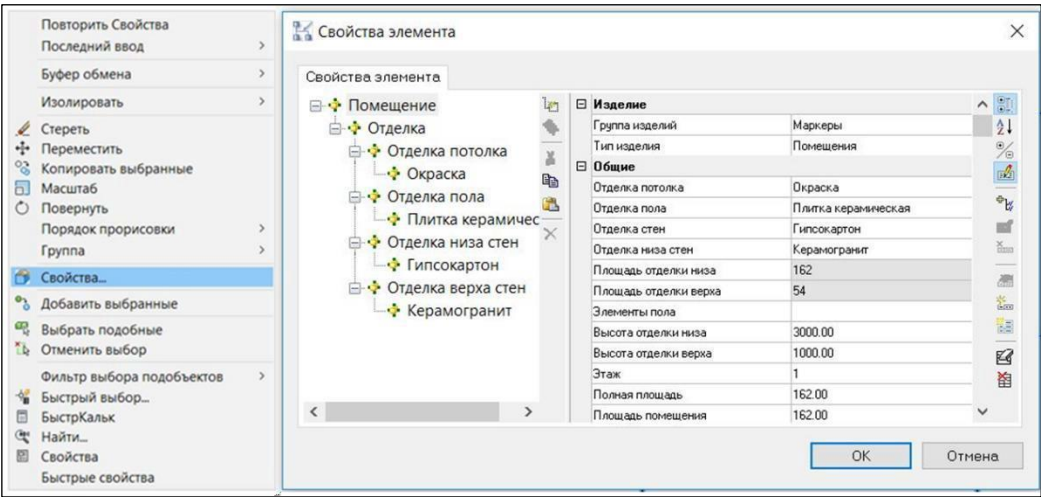 Повторить Свойства
Последний ввод
Буфер обмена
Изолировать
Стереть
Переместить
Копировать выбранные
Масштаб
Повернуть
Порядок прорисовки
Группа
Свойства...
Добавить выбранные
Выбрать подобные
Отменить выбор
Фильтр выбора подобъектов
Быстрый выбор...
БыстрКальк
Найти...
Свойства
Быстрые свойства
Свойства элемента
Свойства элемента
Помещение
Отделка
Отделка потолка
Окраска
Отделка пола
Плитка керамичес
Отделка низа стен
Гипсокартон
Отделка верха стен
Керамогранит
Изделие
Группа изделий Маркеры
Тип изделия Помещения
Общие
Отделка потолка Окраска
Отделка пола Плитка керамическая
Отделка стен Гипсокартон
Отделка низа стен Керамогранит
Площадь отделки низа 162
Площадь отделки верха 54
Элементы пола
Высота отделки низа 3000.00
Высота отделки верха 1000.00
Этаж 1
Полная площадь 162.00
Площадь помещения 162.00
OK Отмена